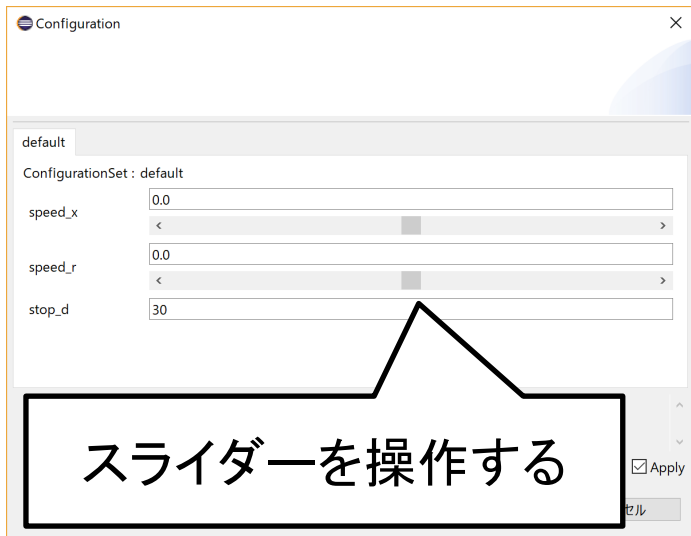 Configuration
default
ConfigurationSet : default
speed_x
0.0
speed_r
0.0
stop_d
30
スライダーを操作する
Apply
セル